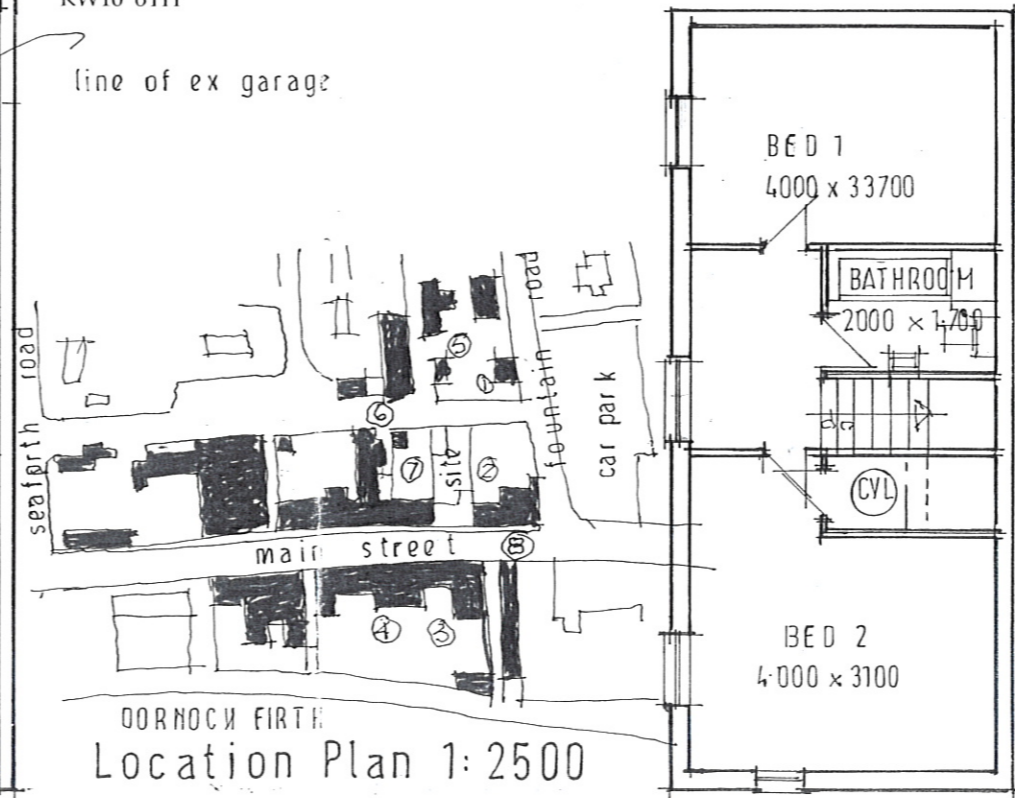 KW10 6TTT
line of ex garage
BED 1
4000 x 33700
BATHROOM
2000 x 1700
CYL
BED 2
4000 x 3100
seaforth road
fountain road
car park
site
5
1
6
7
2
8
main street
4
3
DORNOCH FIRTH
Location Plan 1:2500